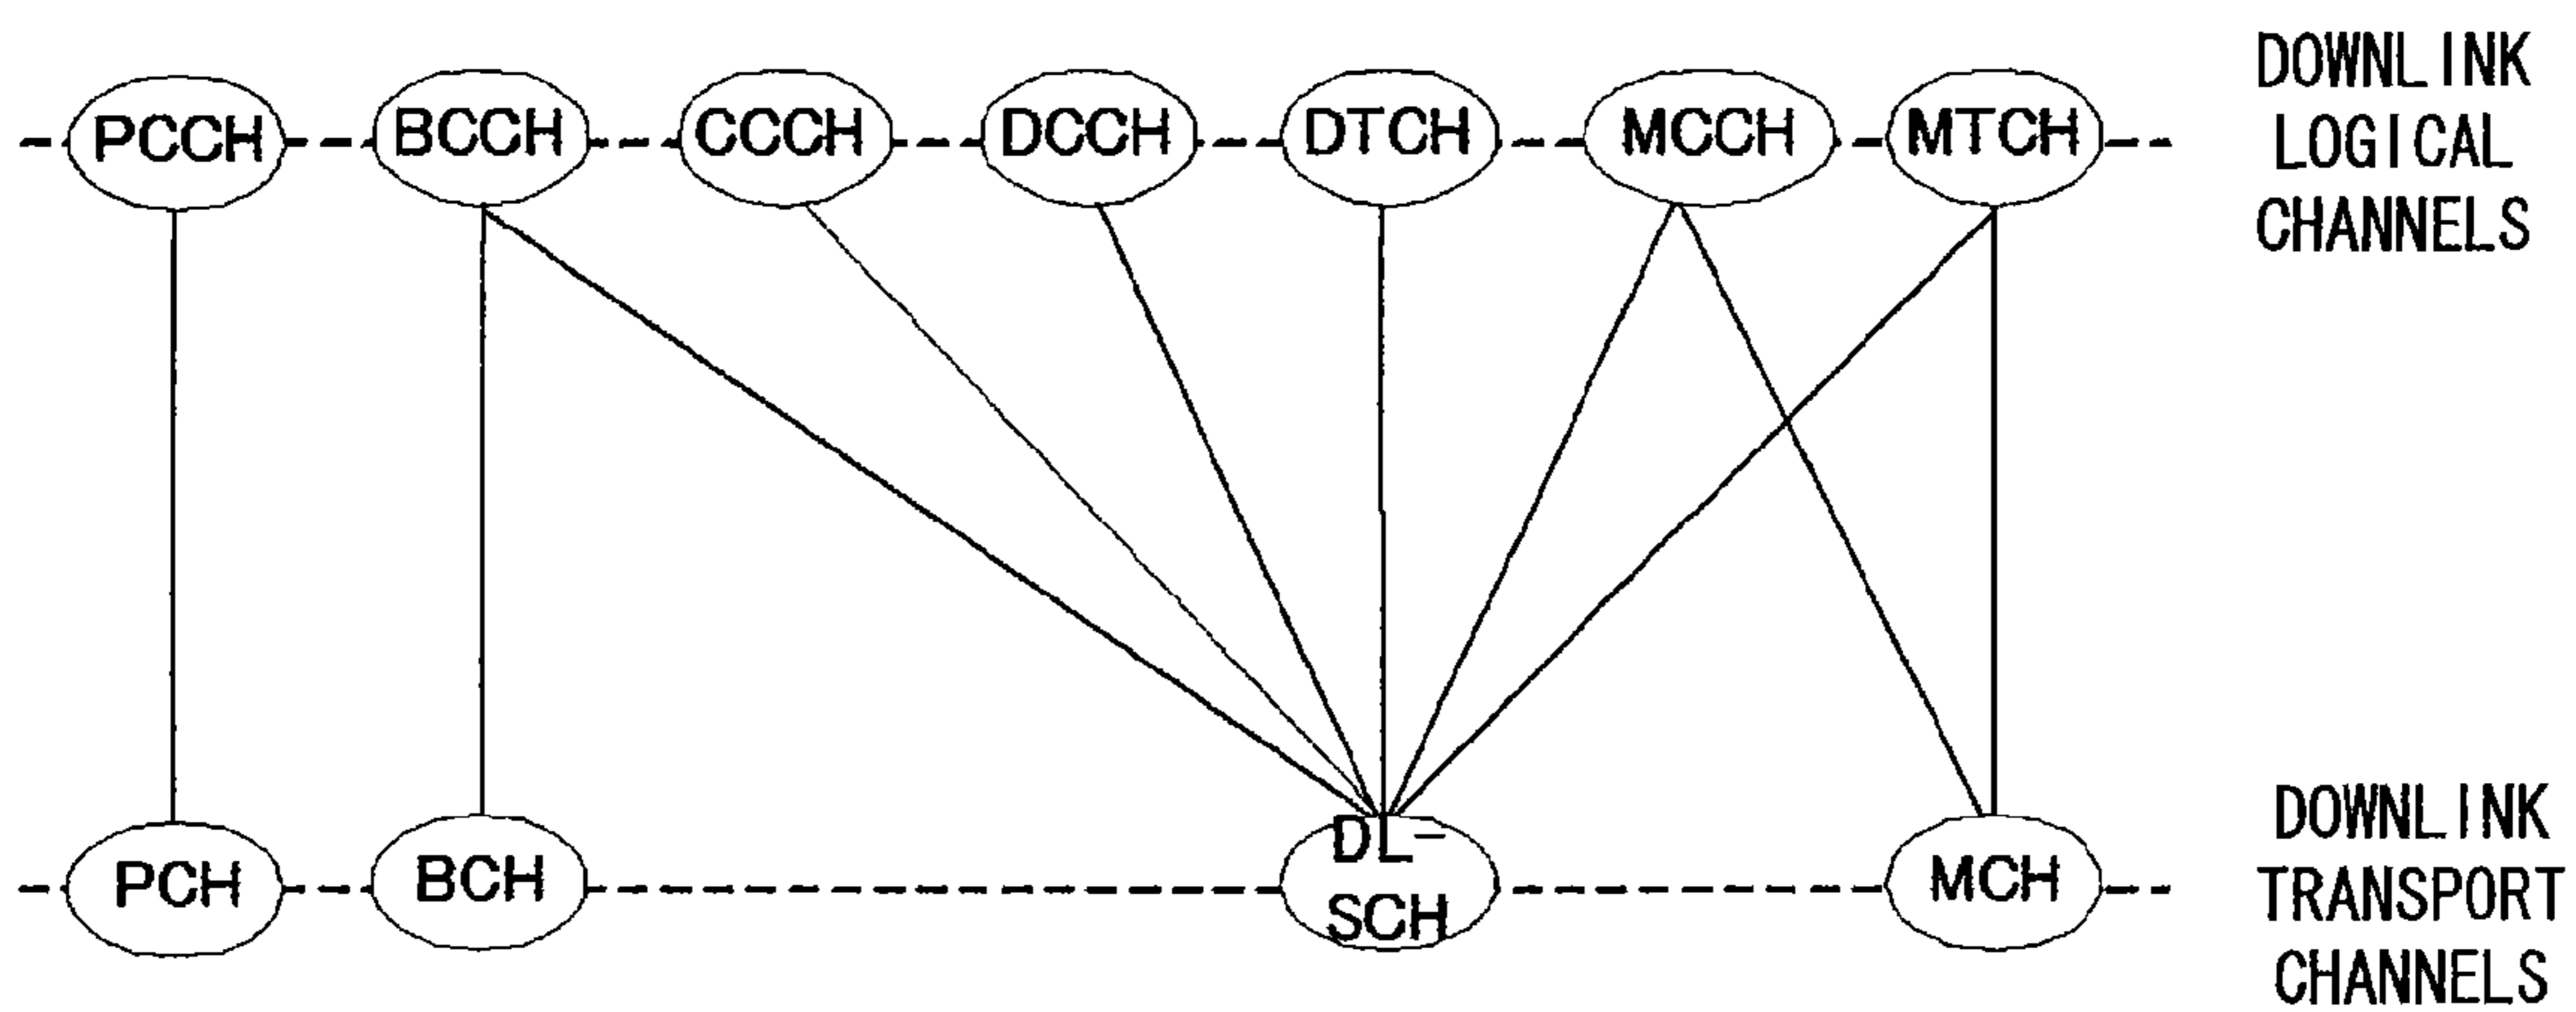 PCCH BCCH CCCH DCCH DTCH MCCH MTCH
DOWNLINK
LOGICAL
CHANNELS
PCH BCH DL-
SCH MCH
DOWNLINK
TRANSPORT
CHANNELS